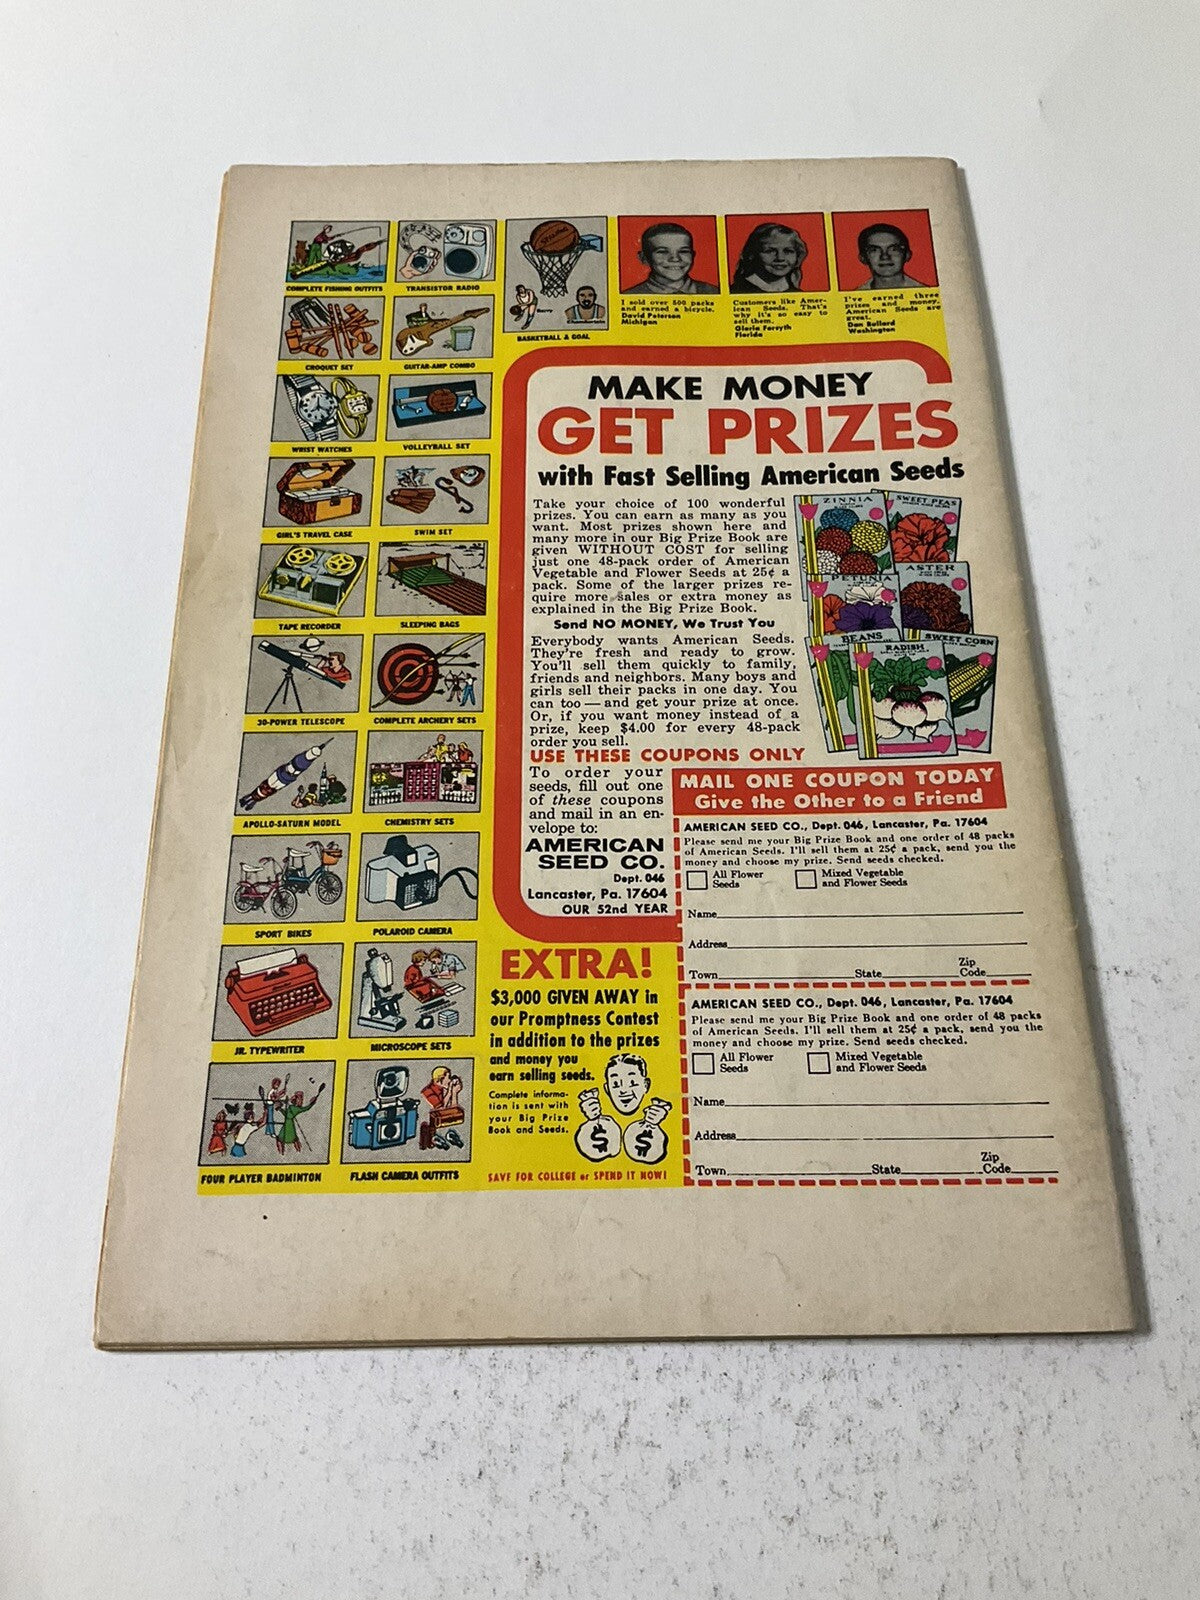 COMPLETE FISHING OUTFITS
TRANSISTOR RADIO
BASKETBALL & GOAL
CROQUET SET
GUITAR-AMP COMBO
WRIST WATCHES
VOLLEYBALL SET
GIRL'S TRAVEL CASE
SWIM SET
TAPE RECORDER
SLEEPING BAGS
30-POWER TELESCOPE
COMPLETE ARCHERY SETS
APOLLO-SATURN MODEL
CHEMISTRY SETS
SPORT BIKES
POLAROID CAMERA
JR. TYPEWRITER
MICROSCOPE SETS
FOUR PLAYER BADMINTON
FLASH CAMERA OUTFITS
I sold over 500 packs
and earned a bicycle.
David Peterson
Michigan
Customers like Amer-
ican Seeds. That's
why it's so easy to
sell them.
Gloria Forsyth
Florida
I've earned three
prizes and money.
American Seeds are
great.
Dan Bullard
Washington
MAKE MONEY
GET PRIZES
with Fast Selling American Seeds
Take your choice of 100 wonderful
prizes. You can earn as many as you
want. Most prizes shown here and
many more in our Big Prize Book are
given WITHOUT COST for selling
just one 48-pack order of American
Vegetable and Flower Seeds at 25¢ a
pack. Some of the larger prizes re-
quire more sales or extra money as
explained in the Big Prize Book.
Send NO MONEY, We Trust You
Everybody wants American Seeds.
They're fresh and ready to grow.
You'll sell them quickly to family,
friends and neighbors. Many boys and
girls sell their packs in one day. You
can too — and get your prize at once.
Or, if you want money instead of a
prize, keep $4.00 for every 48-pack
order you sell.
ZINNIA
SWEET PEAS
PETUNIA
ASTER
BEANS
RADISH
SWEET CORN
USE THESE COUPONS ONLY
To order your
seeds, fill out one
of these coupons
and mail in an en-
velope to:
AMERICAN
SEED CO.
Dept. 046
Lancaster, Pa. 17604
OUR 52nd YEAR
MAIL ONE COUPON TODAY
Give the Other to a Friend
AMERICAN SEED CO., Dept. 046, Lancaster, Pa. 17604
Please send me your Big Prize Book and one order of 48 packs
of American Seeds. I'll sell them at 25¢ a pack, send you the
money and choose my prize. Send seeds checked.
All Flower Seeds
Mixed Vegetable and Flower Seeds
Name
Address
Town State Zip Code
AMERICAN SEED CO., Dept. 046, Lancaster, Pa. 17604
Please send me your Big Prize Book and one order of 48 packs
of American Seeds. I'll sell them at 25¢ a pack, send you the
money and choose my prize. Send seeds checked.
All Flower Seeds
Mixed Vegetable and Flower Seeds
Name
Address
Town State Zip Code
EXTRA!
$3,000 GIVEN AWAY in
our Promptness Contest
in addition to the prizes
and money you
earn selling seeds.
Complete informa-
tion is sent with
your Big Prize
Book and Seeds.
$ $
SAVE FOR COLLEGE or SPEND IT NOW!